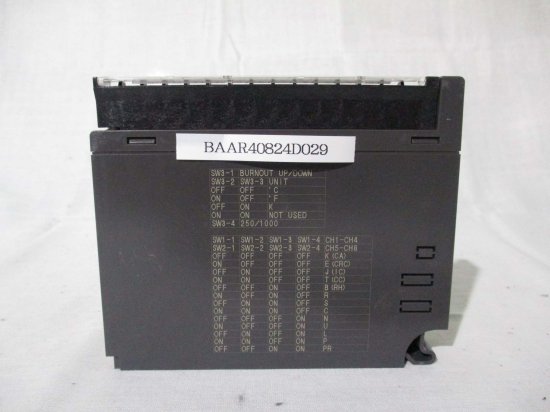 BAAR40824D029
SW3-1 BURNOUT UP/DOWN
SW3-2 SW3-3 UNIT
OFF OFF °C
ON OFF °F
OFF ON K
ON ON NOT USED
SW3-4 250/1000
SW1-1 SW1-2 SW1-3 SW1-4 CH1-CH4
SW2-1 SW2-2 SW2-3 SW2-4 CH5-CH8
OFF OFF OFF OFF K(CA)
ON OFF OFF OFF E(CRC)
OFF ON OFF OFF J(IC)
ON ON OFF OFF T(CC)
OFF OFF ON OFF B(RH)
ON OFF ON OFF R
OFF ON ON OFF S
ON ON ON OFF C
OFF OFF OFF ON N
ON OFF OFF ON U
OFF ON OFF ON L
ON ON OFF ON P
OFF OFF ON ON PR